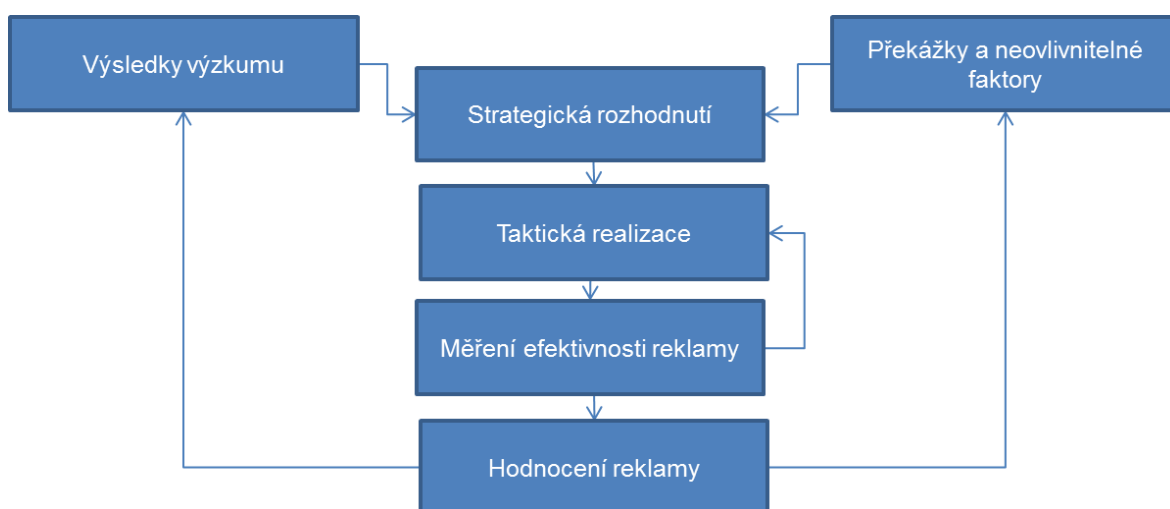 Výsledky výzkumu
Překážky a neovlivnitelné
faktory
Strategická rozhodnutí
Taktická realizace
Měření efektivnosti reklamy
Hodnocení reklamy